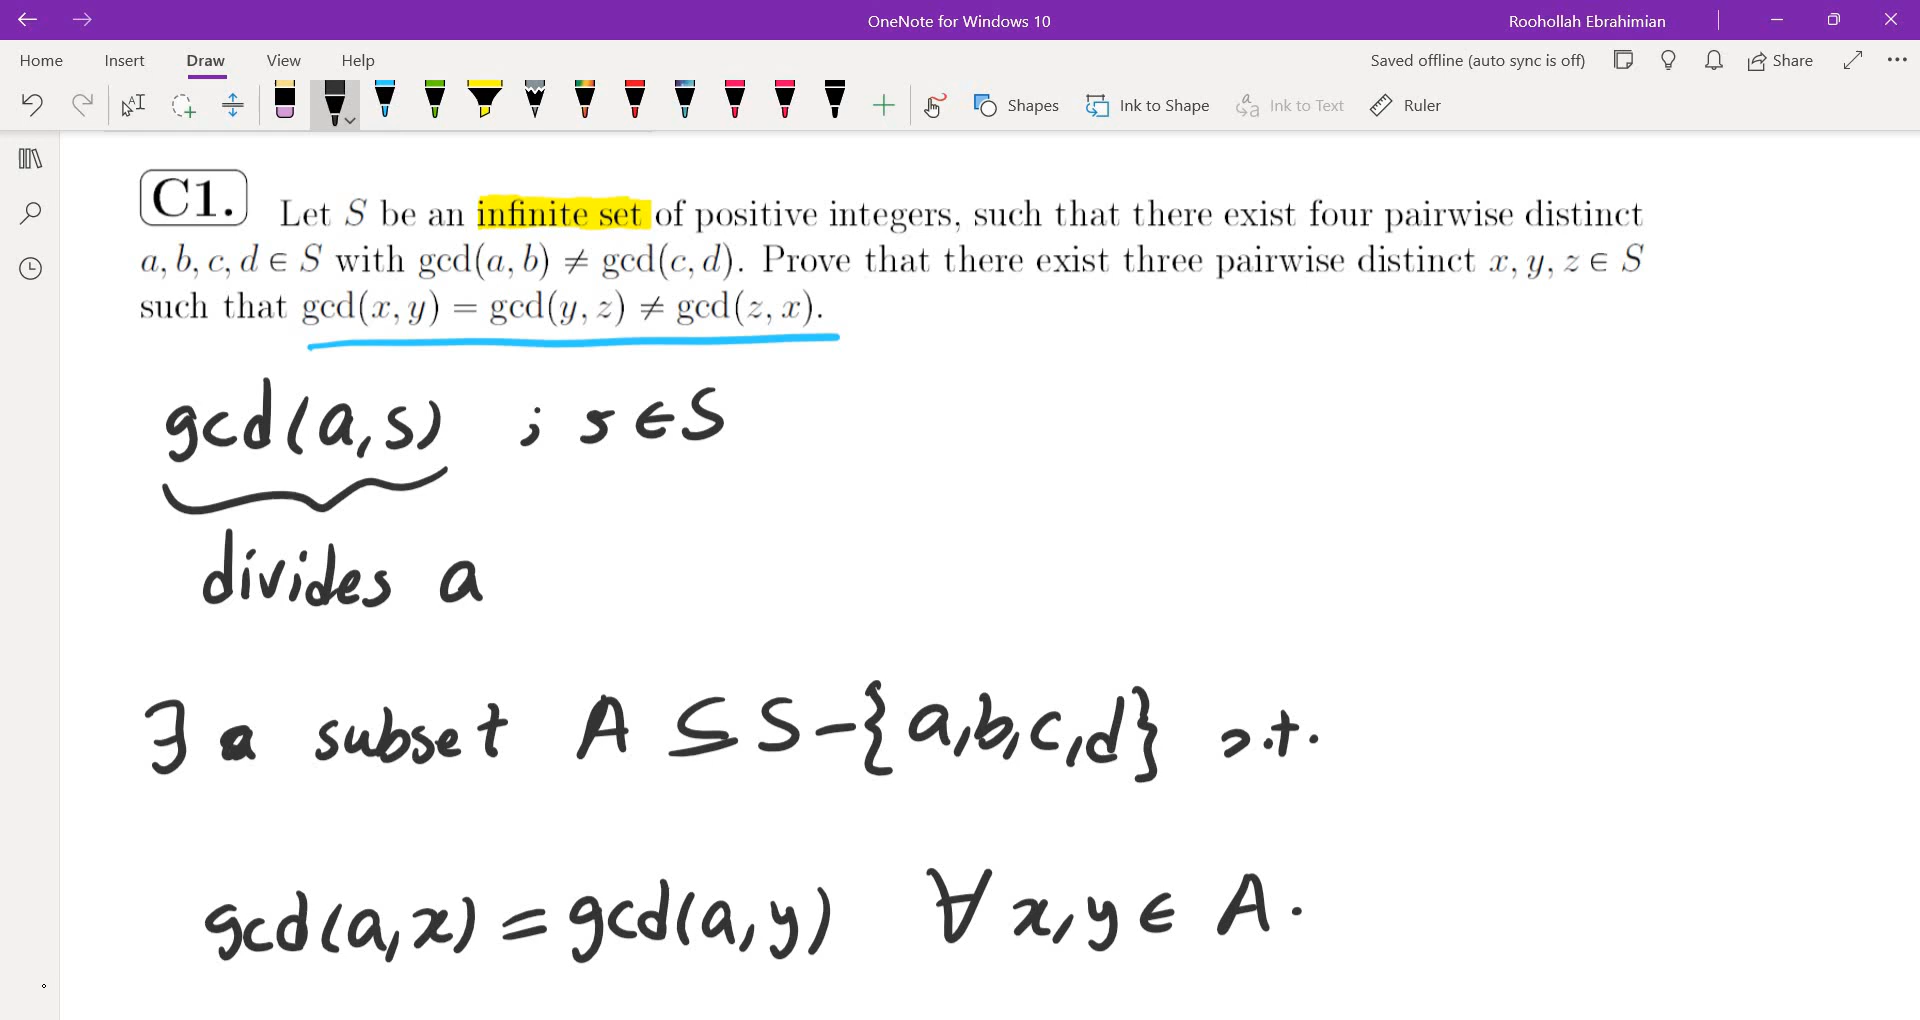 OneNote for Windows 10
Roohollah Ebrahimian
Home Insert Draw View Help
Saved offline (auto sync is off)
Share
Shapes
Ink to Shape
Ink to Text
Ruler
C1. Let S be an infinite set of positive integers, such that there exist four pairwise distinct
a, b, c, d ∈ S with gcd(a, b) ≠ gcd(c, d). Prove that there exist three pairwise distinct x, y, z ∈ S
such that gcd(x, y) = gcd(y, z) ≠ gcd(z, x).
gcd(a,s) ; s ∈ S
divides a
∃ a subset A ⊆ S - {a,b,c,d} s.t.
gcd(a,x) = gcd(a,y) ∀ x,y ∈ A.